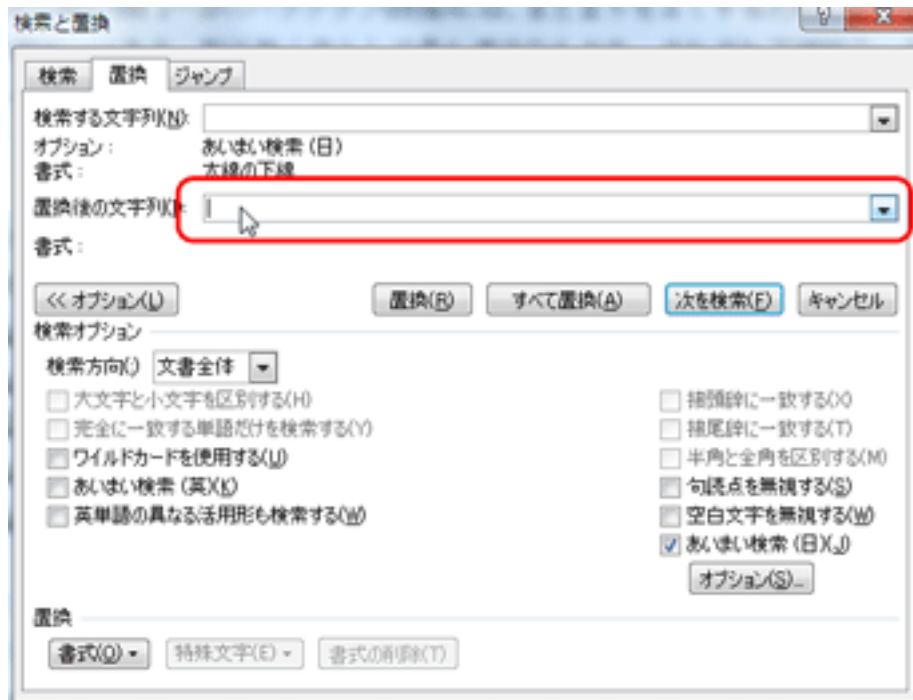 検索と置換
検索 置換 ジャンプ
検索する文字列(N):
オプション: あいまい検索 (日)
書式: 太線の下線
置換後の文字列(I):
書式:
<< オプション(L) 置換(R) すべて置換(A) 次を検索(F) キャンセル
検索オプション
検索方向(:) 文書全体
大文字と小文字を区別する(H) 接頭辞に一致する(X)
完全に一致する単語だけを検索する(Y) 接尾辞に一致する(T)
ワイルドカードを使用する(U) 半角と全角を区別する(M)
あいまい検索 (英)(K) 句読点を無視する(S)
英単語の異なる活用形も検索する(W) 空白文字を無視する(W)
あいまい検索 (日)(J)
オプション(S)...
置換
書式(O) 特殊文字(E) 書式の削除(T)